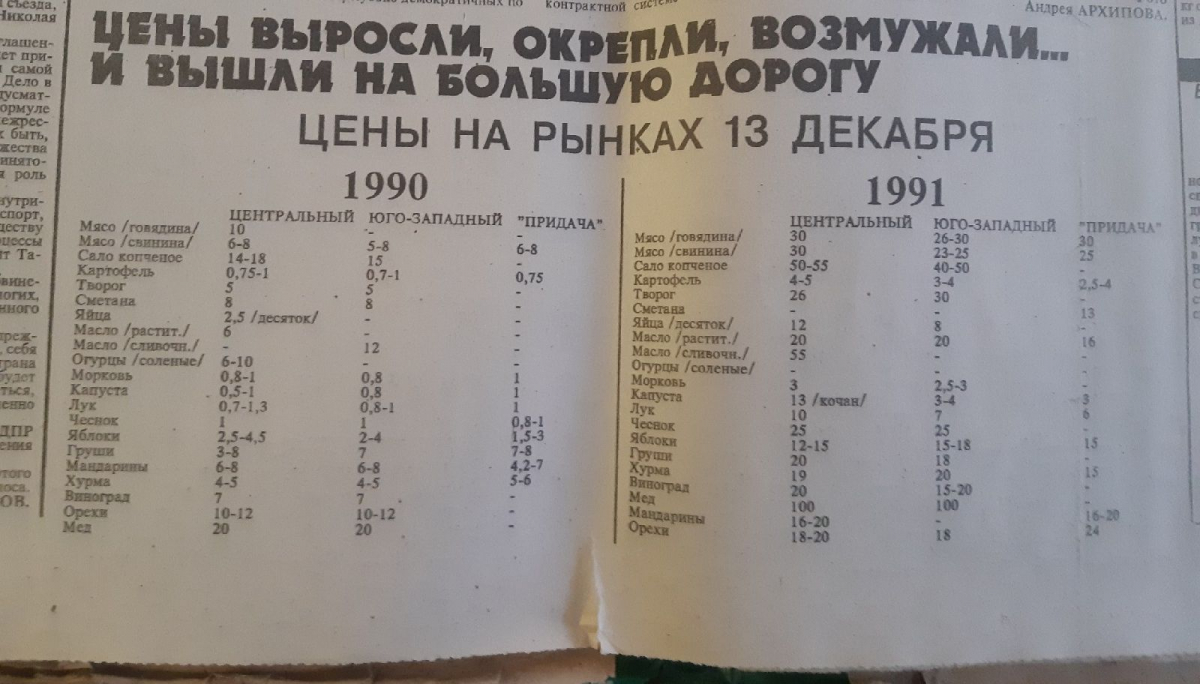 съезда,
Николая
самой
Дело в
быть,
роль
контрактной
Андрея АРХИПОВА.
ЦЕНЫ ВЫРОСЛИ, ОКРЕПЛИ, ВОЗМУЖАЛИ...
И ВЫШЛИ НА БОЛЬШУЮ ДОРОГУ
ЦЕНЫ НА РЫНКАХ 13 ДЕКАБРЯ
1990
ЦЕНТРАЛЬНЫЙ ЮГО-ЗАПАДНЫЙ "ПРИДАЧА"
Мясо /говядина/ 10 - -
Мясо /свинина/ 6-8 5-8 6-8
Сало копченое 14-18 15 -
Картофель 0,75-1 0,7-1 0,75
Творог 5 5 -
Сметана 8 8 -
Яйца 2,5 /десяток/ - -
Масло /растит./ 6 - -
Масло /сливочн./ - 12 -
Огурцы /соленые/ 6-10 - -
Морковь 0,8-1 0,8 1
Капуста 0,5-1 0,8 1
Лук 0,7-1,3 0,8-1 1
Чеснок 1 1 0,8-1
Яблоки 2,5-4,5 2-4 1,5-3
Груши 3-8 7 7-8
Мандарины 6-8 6-8 4,2-7
Хурма 4-5 4-5 5-6
Виноград 7 7 -
Орехи 10-12 10-12 -
Мед 20 20 -
1991
ЦЕНТРАЛЬНЫЙ ЮГО-ЗАПАДНЫЙ "ПРИДАЧА"
Мясо /говядина/ 30 26-30 30
Мясо /свинина/ 30 23-25 25
Сало копченое 50-55 40-50 -
Картофель 4-5 3-4 2,5-4
Творог 26 30 -
Сметана - - 13
Яйца /десяток/ 12 8 -
Масло /растит./ 20 20 16
Масло /сливочн./ 55 - -
Огурцы /соленые/ - - -
Морковь 3 2,5-3 -
Капуста 13 /кочан/ 3-4 3
Лук 10 7 6
Чеснок 25 25 -
Яблоки 12-15 15-18 15
Груши 20 18 -
Хурма 19 20 15
Виноград 20 15-20 -
Мед 100 100 -
Мандарины 16-20 - 16-20
Орехи 18-20 18 24